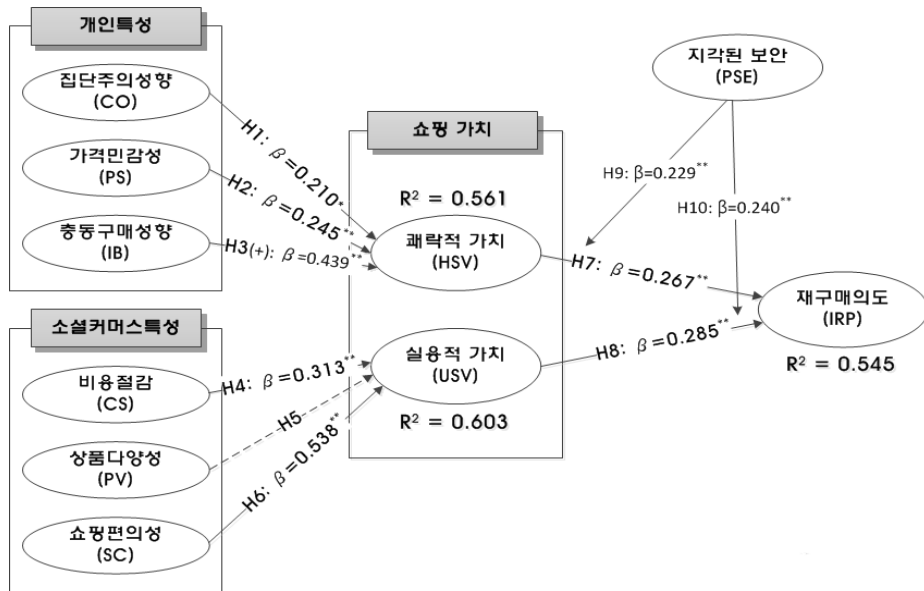 개인특성
집단주의성향
(CO)
가격민감성
(PS)
충동구매성향
(IB)
소셜커머스특성
비용절감
(CS)
상품다양성
(PV)
쇼핑편의성
(SC)
H1: β=0.210*
H2: β=0.245**
H3(+): β=0.439**
H4: β=0.313**
H5
H6: β=0.538**
쇼핑 가치
R² = 0.561
쾌락적 가치
(HSV)
실용적 가치
(USV)
R² = 0.603
지각된 보안
(PSE)
H9: β=0.229**
H10: β=0.240**
H7: β=0.267**
H8: β=0.285**
재구매의도
(IRP)
R² = 0.545